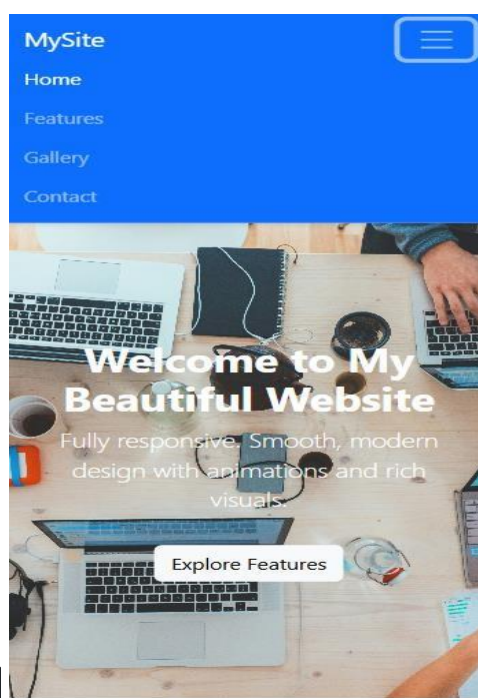 MySite
Home
Features
Gallery
Contact
Welcome to My
Beautiful Website
Fully responsive. Smooth, modern
design with animations and rich
visuals.
Explore Features